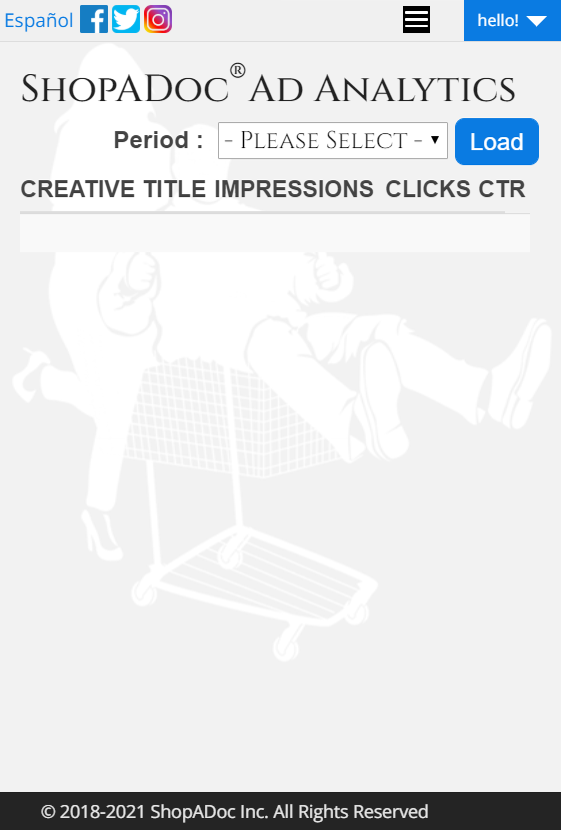 Español hello!
ShopADoc® Ad Analytics
Period : - Please Select - Load
CREATIVE TITLE IMPRESSIONS CLICKS CTR
© 2018-2021 ShopADoc Inc. All Rights Reserved